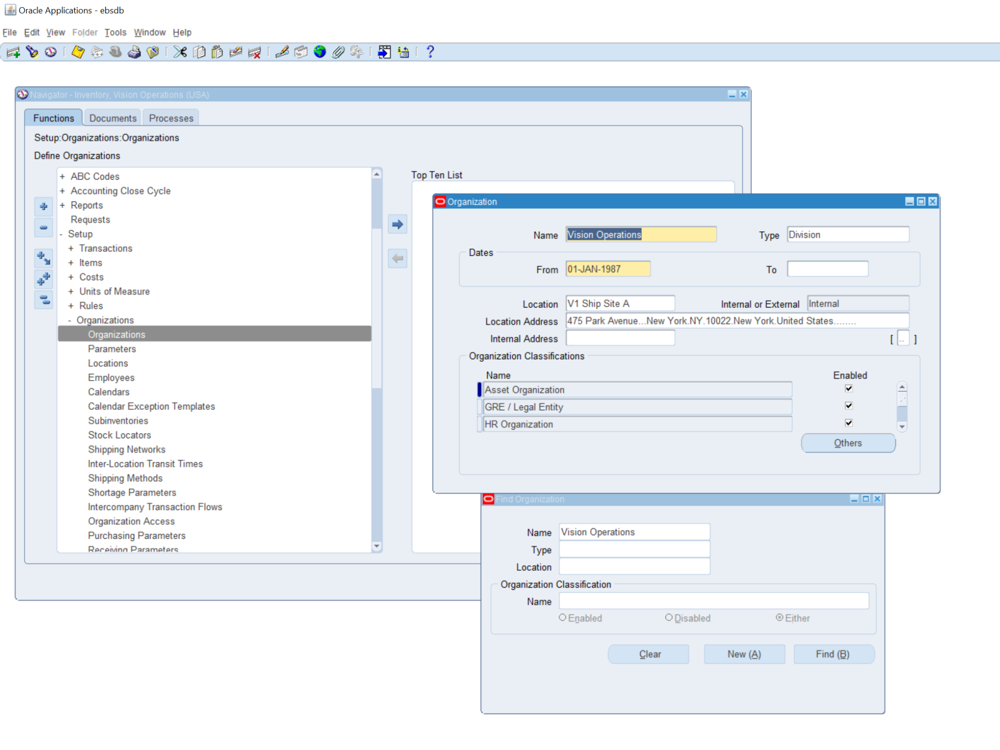 Oracle Applications - ebsdb
File Edit View Folder Tools Window Help
Navigator - Inventory, Vision Operations (USA)
Functions Documents Processes
Setup:Organizations:Organizations
Define Organizations
+ ABC Codes
+ Accounting Close Cycle
+ Reports
Requests
- Setup
+ Transactions
+ Items
+ Costs
+ Units of Measure
+ Rules
- Organizations
Organizations
Parameters
Locations
Employees
Calendars
Calendar Exception Templates
Subinventories
Stock Locators
Shipping Networks
Inter-Location Transit Times
Shipping Methods
Shortage Parameters
Intercompany Transaction Flows
Organization Access
Purchasing Parameters
Receiving Parameters
Top Ten List
Organization
Name Vision Operations Type Division
Dates
From 01-JAN-1987 To
Location V1 Ship Site A Internal or External Internal
Location Address 475 Park Avenue...New York.NY.10022.New York.United States........
Internal Address [ .. ]
Organization Classifications
Name Enabled
Asset Organization
GRE / Legal Entity
HR Organization
Others
Find Organization
Name Vision Operations
Type
Location
Organization Classification
Name
Enabled Disabled Either
Clear New (A) Find (B)